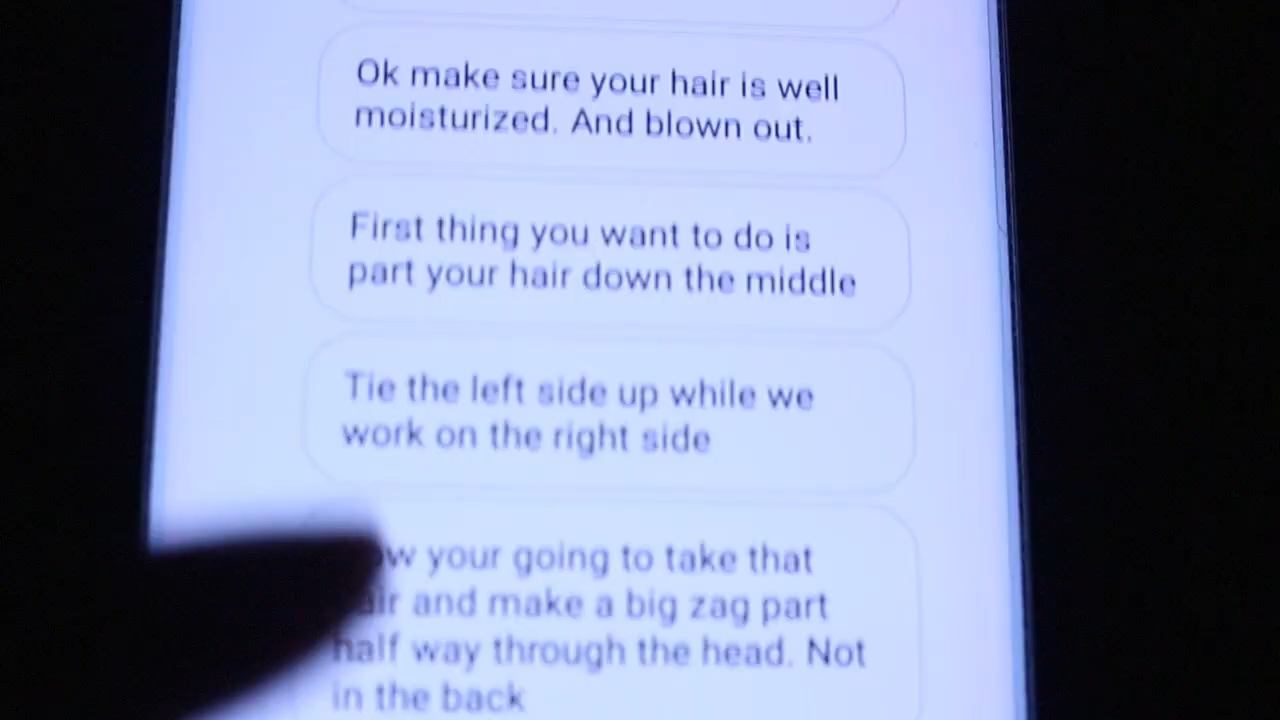 Ok make sure your hair is well
moisturized. And blown out.
First thing you want to do is
part your hair down the middle
Tie the left side up while we
work on the right side
your going to take that
and make a big zag part
half way through the head. Not
in the back